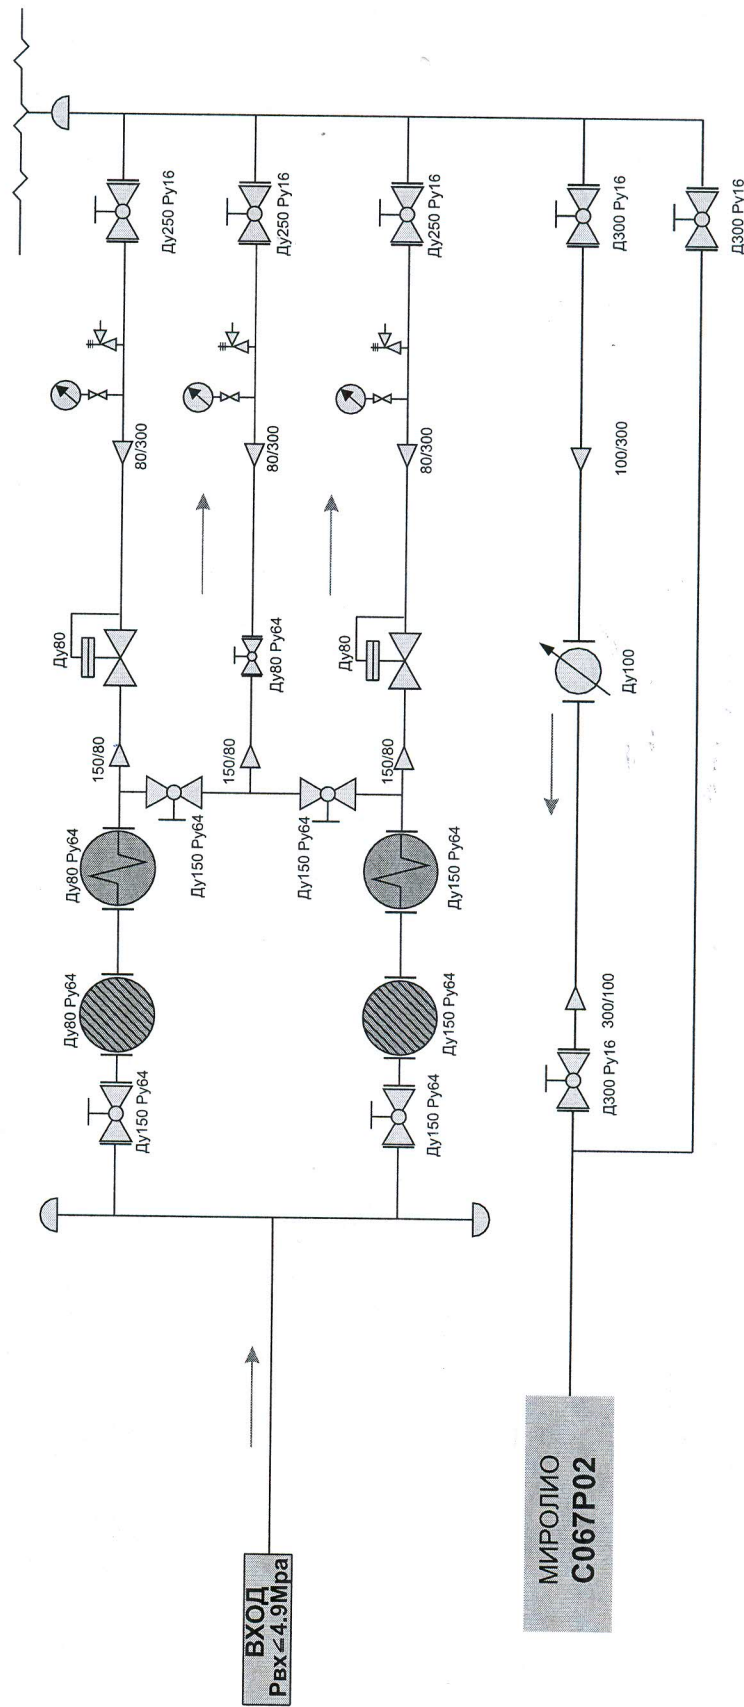 Ду250 Ру16
Ду250 Ру16
Ду250 Ру16
Д300 Ру16
Д300 Ру16
80/300
80/300
80/300
100/300
Ду80
Ду80 Ру64
Ду80
Ду100
150/80
150/80
150/80
Ду80 Ру64
Ду150 Ру64
Ду150 Ру64
Ду150 Ру64
Ду80 Ру64
Ду150 Ру64
300/100
Ду150 Ру64
Ду150 Ру64
Д300 Ру16
ВХОД
Рвх≤4.9Мра
МИРОЛИО
С067Р02